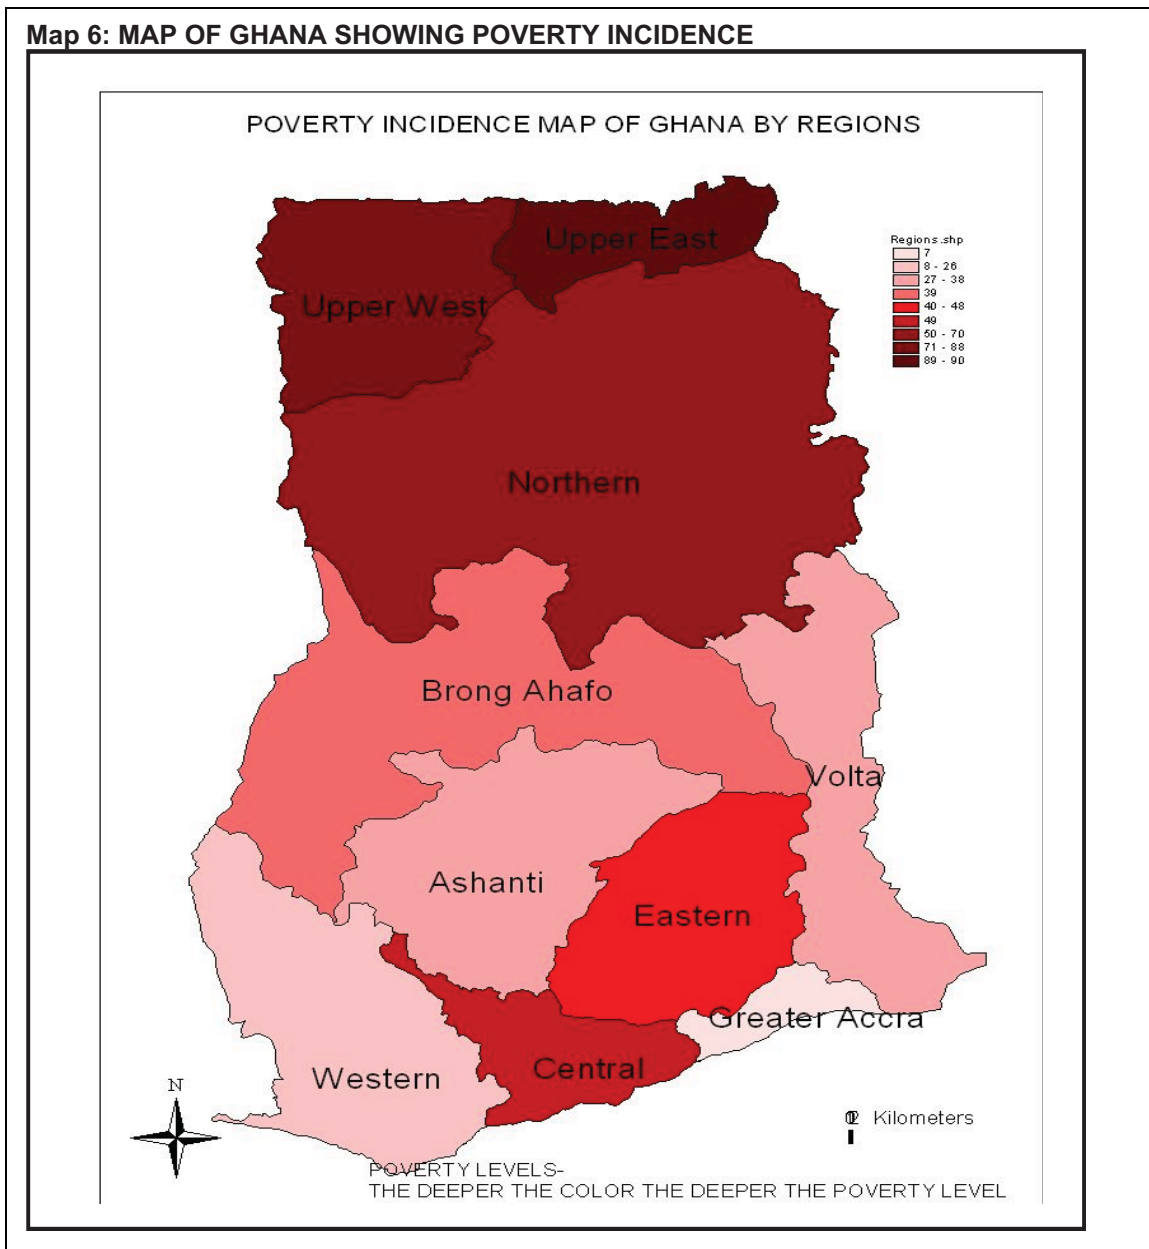 Map 6: MAP OF GHANA SHOWING POVERTY INCIDENCE
POVERTY INCIDENCE MAP OF GHANA BY REGIONS
Upper East
Regions.shp
7
8 - 26
27 - 38
39
40 - 48
49
50 - 70
71 - 88
89 - 90
Upper West
Northern
Brong Ahafo
Volta
Ashanti
Eastern
Greater Accra
Central
Western
N
Kilometers
POVERTY LEVELS-
THE DEEPER THE COLOR THE DEEPER THE POVERTY LEVEL